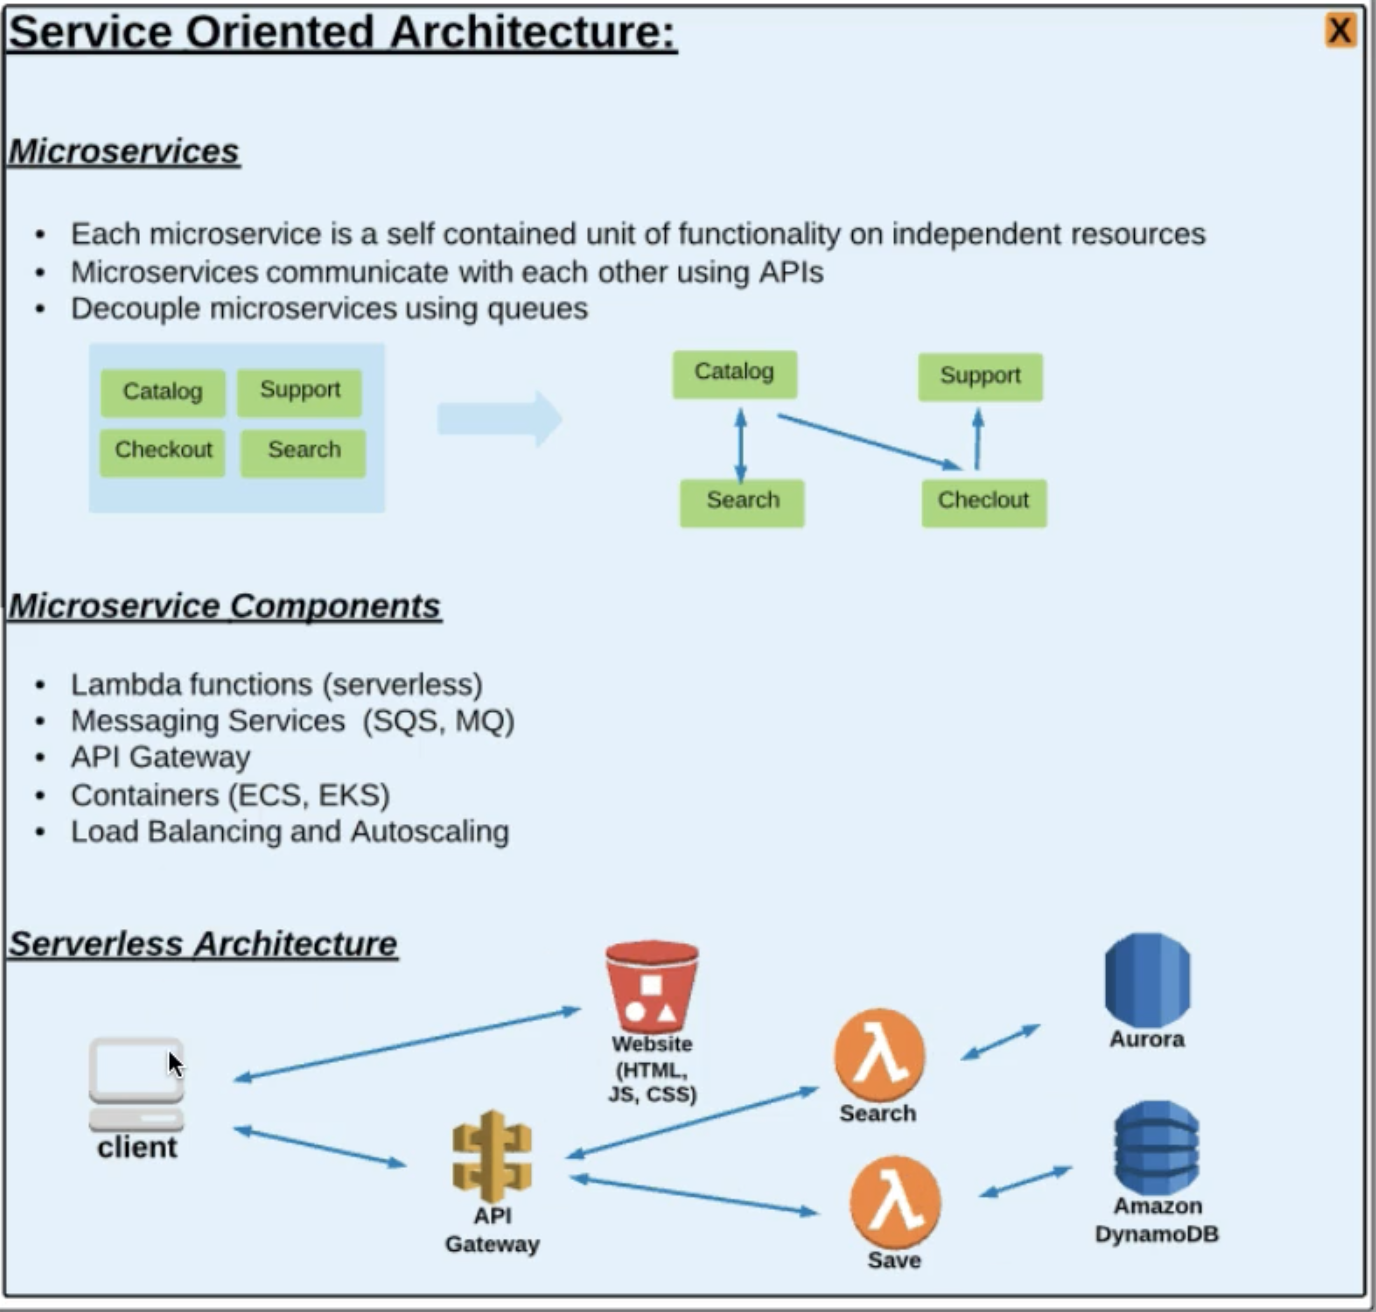 Service Oriented Architecture:
X
Microservices
• Each microservice is a self contained unit of functionality on independent resources
• Microservices communicate with each other using APIs
• Decouple microservices using queues
Catalog
Support
Checkout
Search
Catalog
Support
Search
Checlout
Microservice Components
• Lambda functions (serverless)
• Messaging Services (SQS, MQ)
• API Gateway
• Containers (ECS, EKS)
• Load Balancing and Autoscaling
Serverless Architecture
client
Website
(HTML,
JS, CSS)
API
Gateway
Search
Save
Aurora
Amazon
DynamoDB